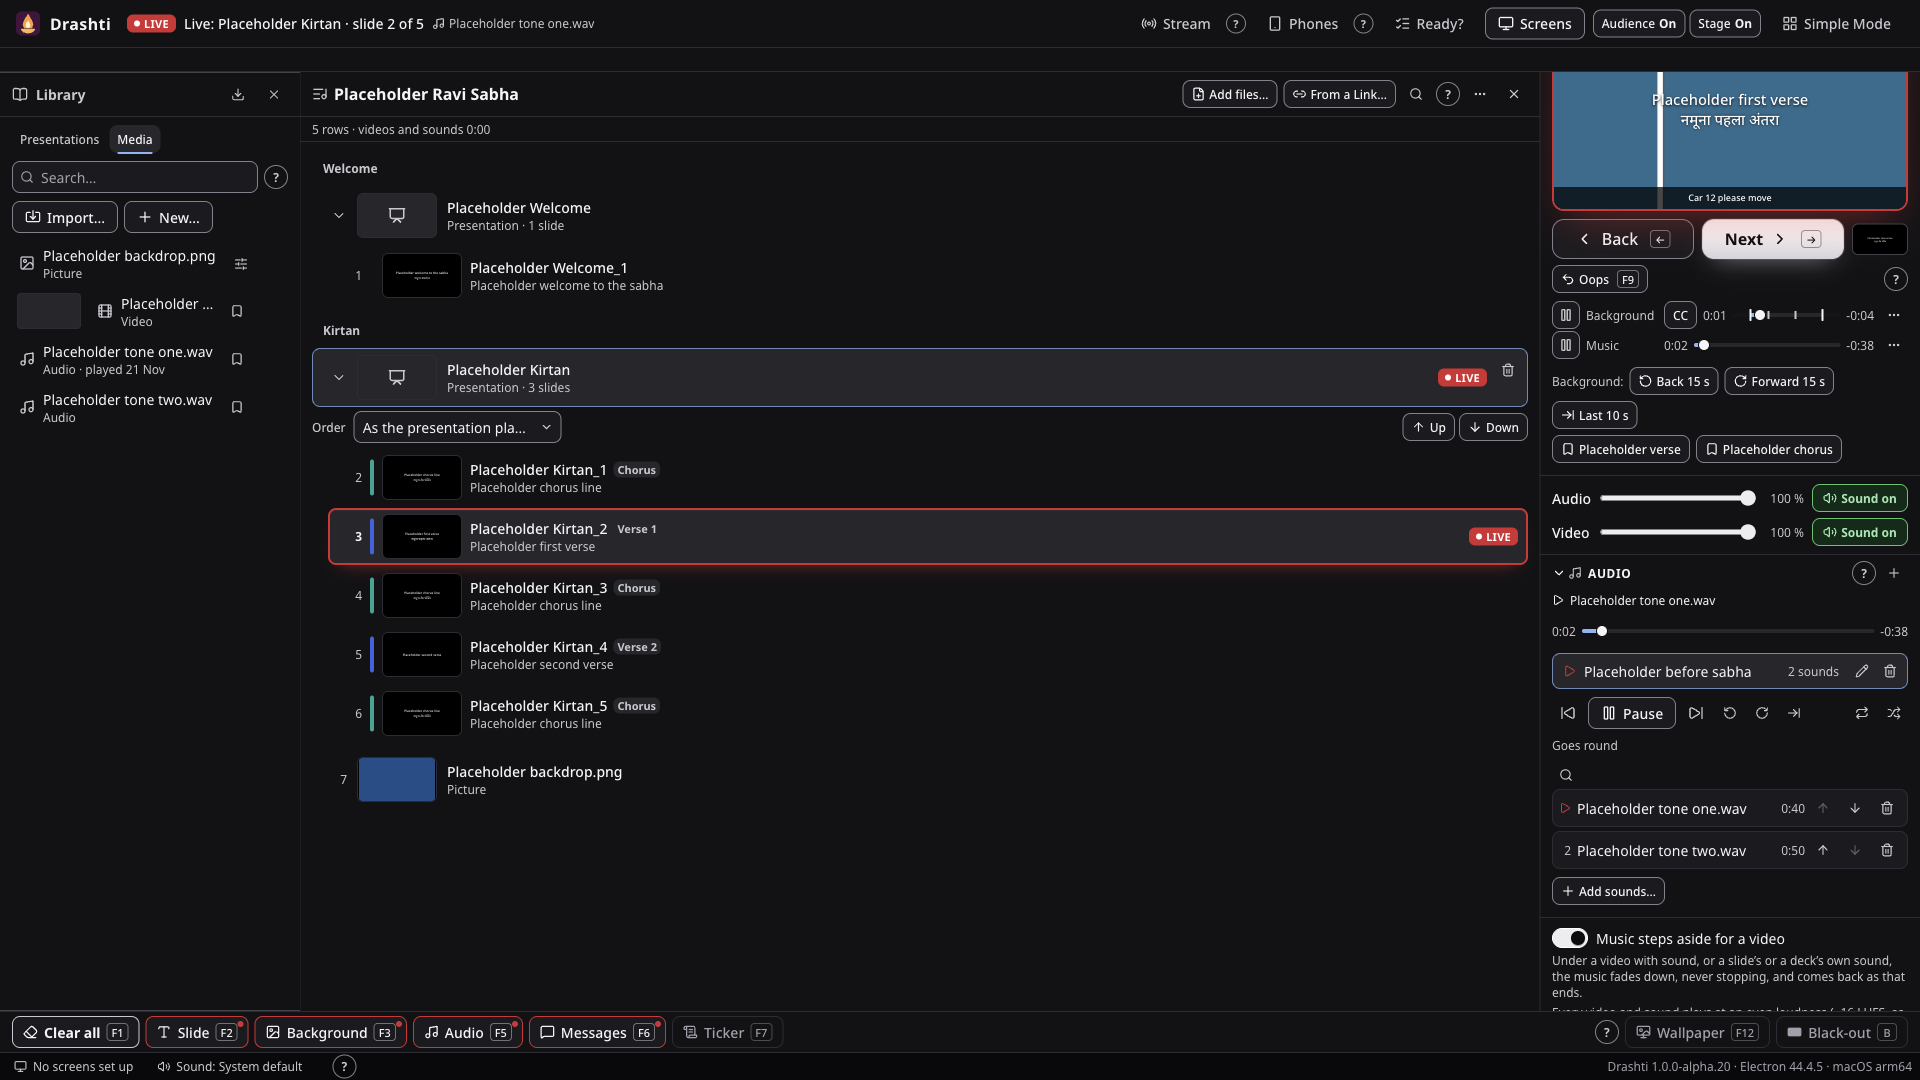 Drashti
LIVE
Live: Placeholder Kirtan · slide 2 of 5
Placeholder tone one.wav
Stream
?
Phones
?
Ready?
Screens
Audience On
Stage On
Simple Mode
Library
Presentations
Media
Search...
?
Import...
New...
Placeholder backdrop.png
Picture
Placeholder ...
Video
Placeholder tone one.wav
Audio · played 21 Nov
Placeholder tone two.wav
Audio
Placeholder Ravi Sabha
Add files...
From a Link...
?
5 rows · videos and sounds 0:00
Welcome
Placeholder Welcome
Presentation · 1 slide
1
Placeholder Welcome_1
Placeholder welcome to the sabha
Kirtan
Placeholder Kirtan
Presentation · 3 slides
LIVE
Order
As the presentation pla...
Up
Down
2
Placeholder Kirtan_1 Chorus
Placeholder chorus line
3
Placeholder Kirtan_2 Verse 1
Placeholder first verse
LIVE
4
Placeholder Kirtan_3 Chorus
Placeholder chorus line
5
Placeholder Kirtan_4 Verse 2
Placeholder second verse
6
Placeholder Kirtan_5 Chorus
Placeholder chorus line
7
Placeholder backdrop.png
Picture
Placeholder first verse
नमूना पहला अंतरा
Car 12 please move
Back
Next
Oops F9
?
Background CC 0:01 -0:04
Music 0:02 -0:38
Background: Back 15 s Forward 15 s
Last 10 s
Placeholder verse Placeholder chorus
Audio 100 % Sound on
Video 100 % Sound on
AUDIO
?
Placeholder tone one.wav
0:02 -0:38
Placeholder before sabha 2 sounds
Pause
Goes round
Placeholder tone one.wav 0:40
2 Placeholder tone two.wav 0:50
Add sounds...
Music steps aside for a video
Under a video with sound, or a slide's or a deck's own sound,
the music fades down, never stopping, and comes back as that
ends.
Clear all F1
Slide F2
Background F3
Audio F5
Messages F6
Ticker F7
?
Wallpaper F12
Black-out B
No screens set up
Sound: System default
?
Drashti 1.0.0-alpha.20 · Electron 44.4.5 · macOS arm64